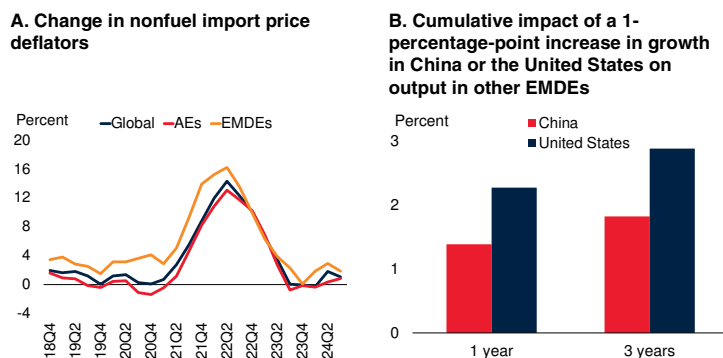 A. Change in nonfuel import price
deflators
Percent
Global AEs EMDEs
20
16
12
8
4
0
-4
18Q4
19Q2
19Q4
20Q2
20Q4
21Q2
21Q4
22Q2
22Q4
23Q2
23Q4
24Q2
B. Cumulative impact of a 1-
percentage-point increase in growth
in China or the United States on
output in other EMDEs
Percent
China
United States
3
2
1
0
1 year 3 years